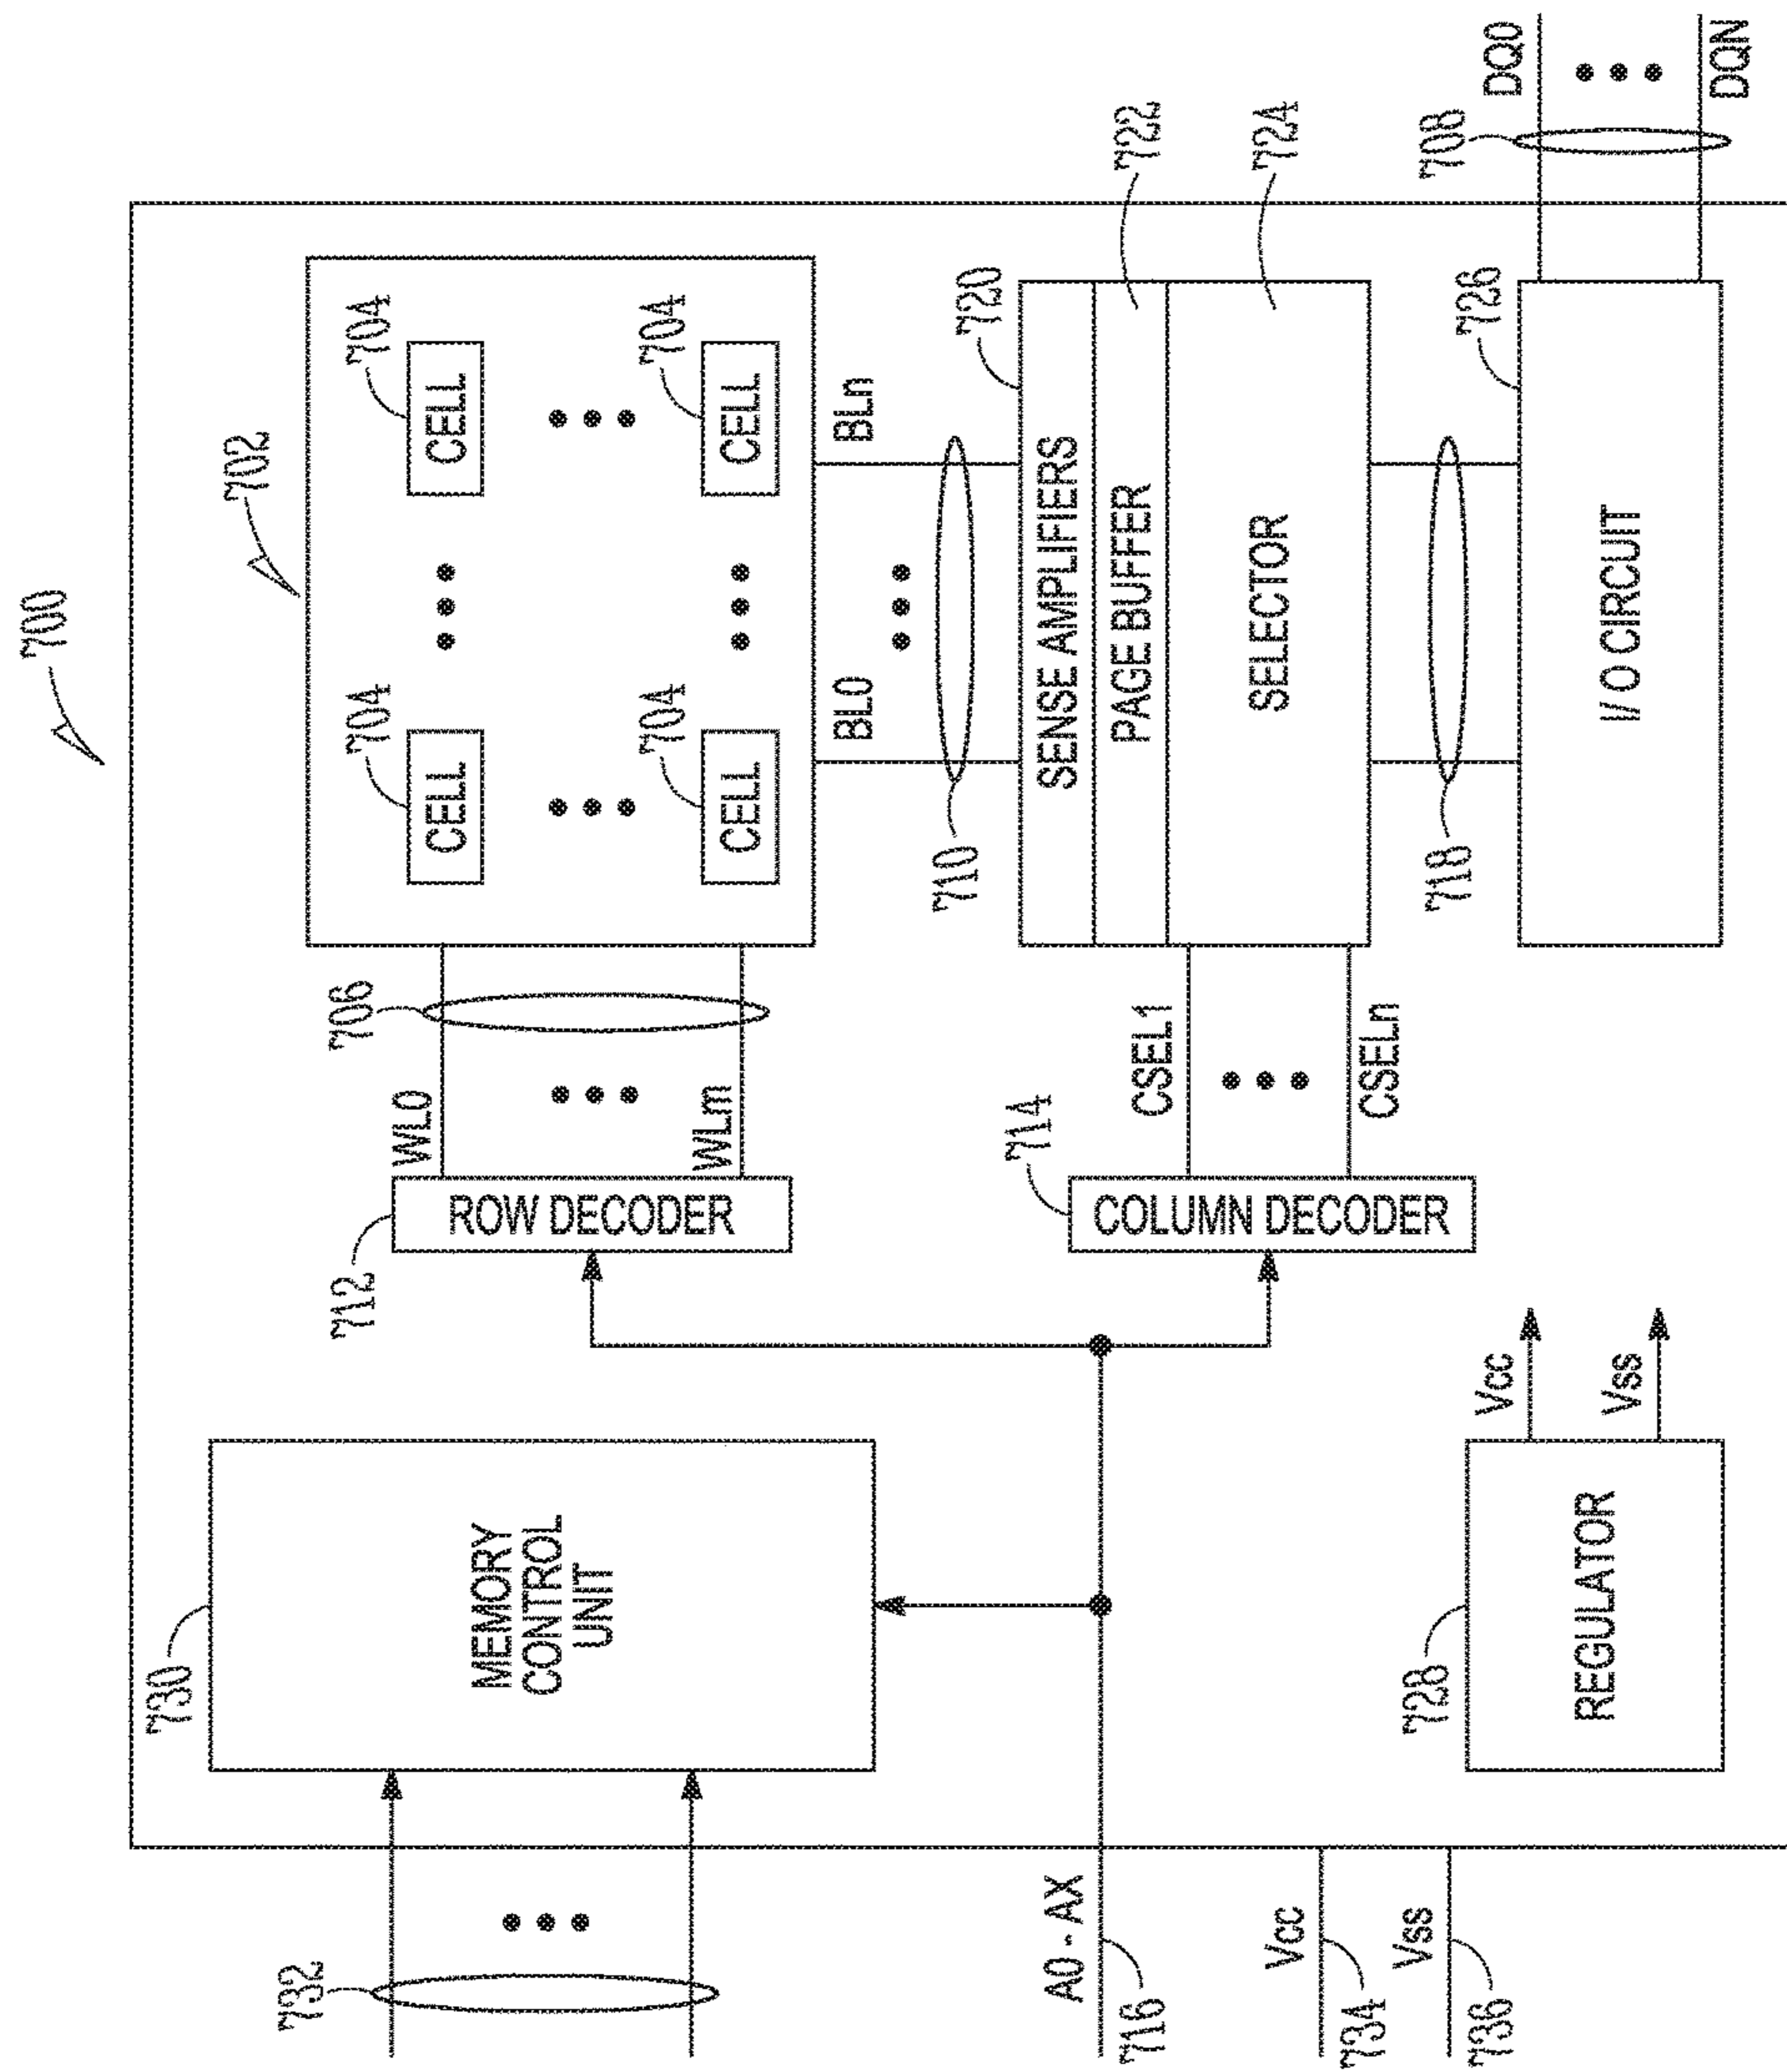 700
702
704
CELL
704
CELL
704
CELL
704
CELL
730
MEMORY
CONTROL
UNIT
732
712
ROW DECODER
WL0
WLm
706
BL0
BLn
710
720
SENSE AMPLIFIERS
PAGE BUFFER
722
SELECTOR
724
714
COLUMN DECODER
CSEL1
CSELn
A0 - AX
716
Vcc
734
Vss
736
728
REGULATOR
Vcc
Vss
718
726
I/O CIRCUIT
708
DQ0
DQN